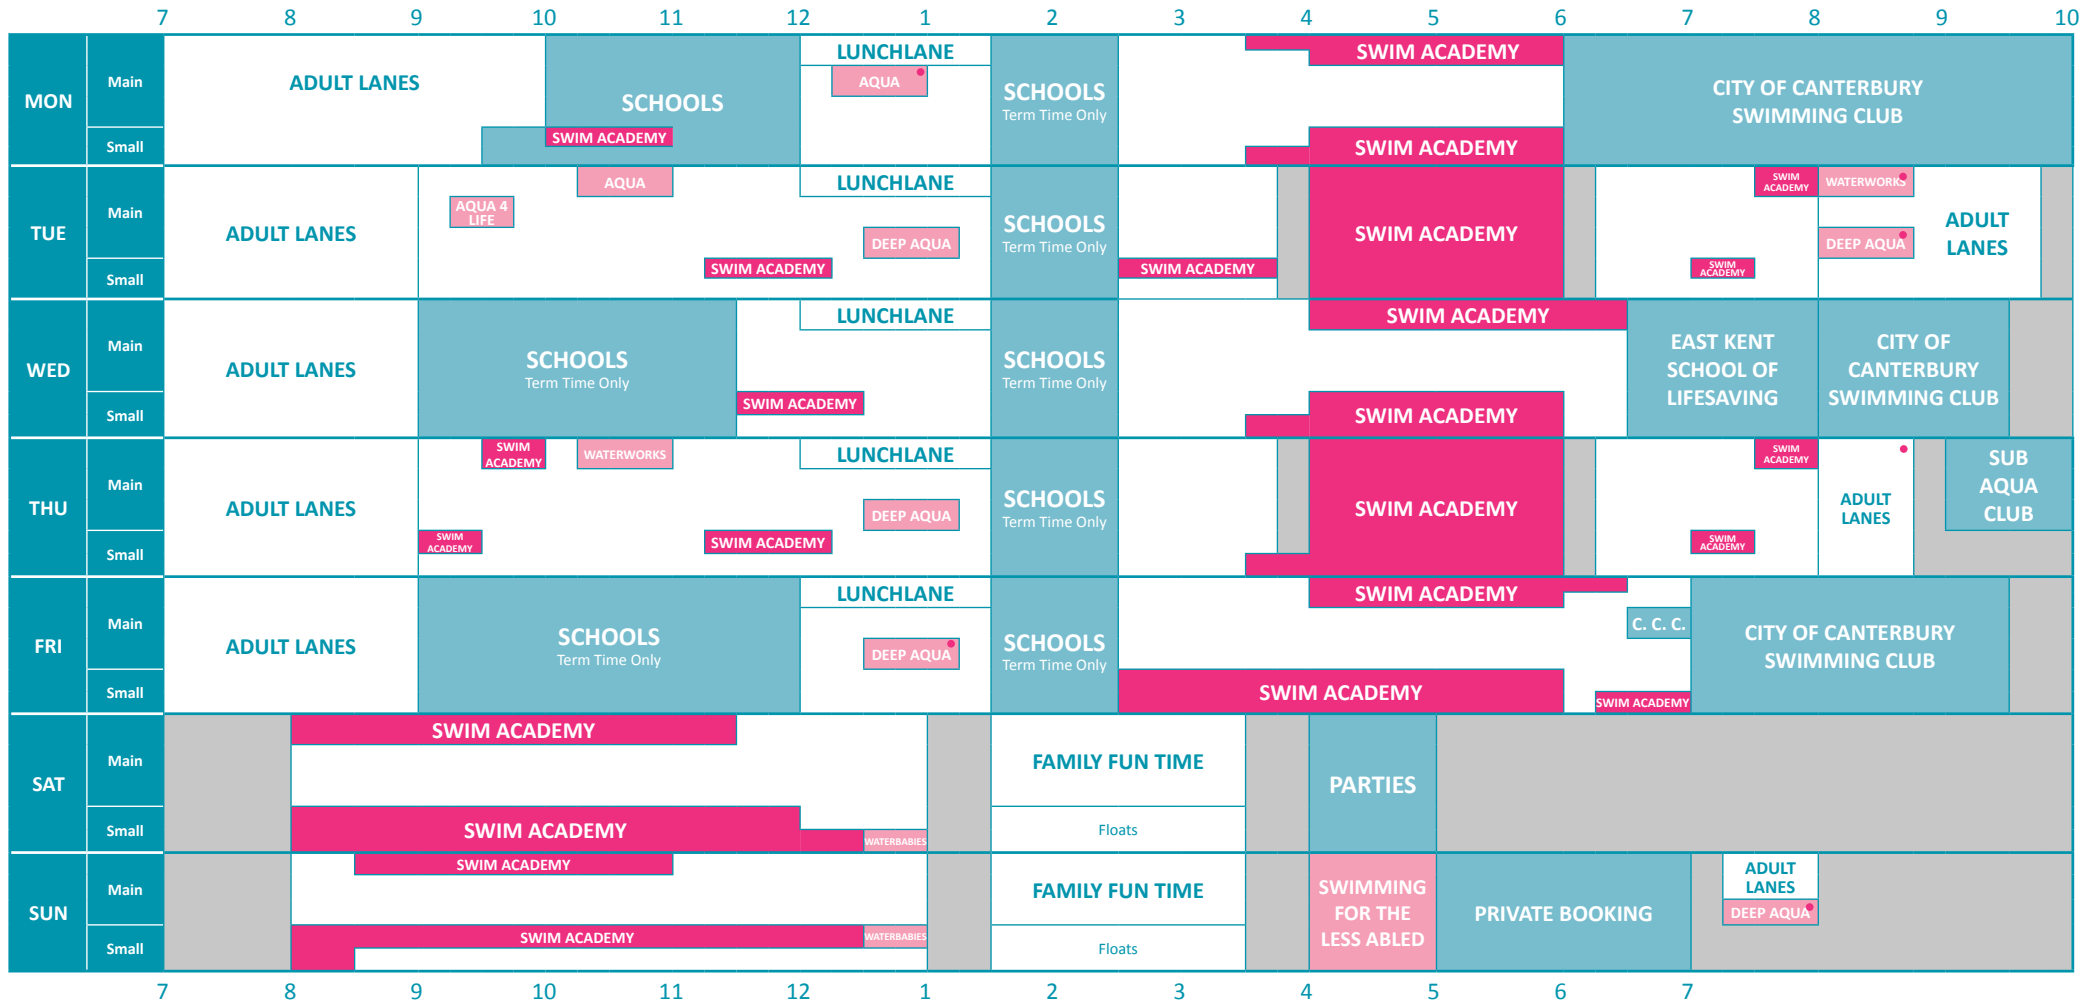 7 8 9 10 11 12 1 2 3 4 5 6 7 8 9 10
MON
Main
Small
ADULT LANES
SCHOOLS
SWIM ACADEMY
LUNCHLANE
AQUA
SCHOOLS
Term Time Only
SWIM ACADEMY
SWIM ACADEMY
CITY OF CANTERBURY
SWIMMING CLUB
TUE
Main
Small
ADULT LANES
AQUA 4
LIFE
AQUA
SWIM ACADEMY
LUNCHLANE
DEEP AQUA
SCHOOLS
Term Time Only
SWIM ACADEMY
SWIM ACADEMY
SWIM
ACADEMY
SWIM
ACADEMY
WATERWORKS
DEEP AQUA
ADULT
LANES
WED
Main
Small
ADULT LANES
SCHOOLS
Term Time Only
SWIM ACADEMY
LUNCHLANE
SCHOOLS
Term Time Only
SWIM ACADEMY
SWIM ACADEMY
EAST KENT
SCHOOL OF
LIFESAVING
CITY OF
CANTERBURY
SWIMMING CLUB
THU
Main
Small
ADULT LANES
SWIM
ACADEMY
SWIM
ACADEMY
WATERWORKS
SWIM ACADEMY
LUNCHLANE
DEEP AQUA
SCHOOLS
Term Time Only
SWIM ACADEMY
SWIM
ACADEMY
SWIM
ACADEMY
ADULT
LANES
SUB
AQUA
CLUB
FRI
Main
Small
ADULT LANES
SCHOOLS
Term Time Only
LUNCHLANE
DEEP AQUA
SCHOOLS
Term Time Only
SWIM ACADEMY
SWIM ACADEMY
C. C. C.
SWIM ACADEMY
CITY OF CANTERBURY
SWIMMING CLUB
SAT
Main
Small
SWIM ACADEMY
SWIM ACADEMY
WATERBABIES
FAMILY FUN TIME
Floats
PARTIES
SUN
Main
Small
SWIM ACADEMY
SWIM ACADEMY
WATERBABIES
FAMILY FUN TIME
Floats
SWIMMING
FOR THE
LESS ABLED
PRIVATE BOOKING
ADULT
LANES
DEEP AQUA
7 8 9 10 11 12 1 2 3 4 5 6 7